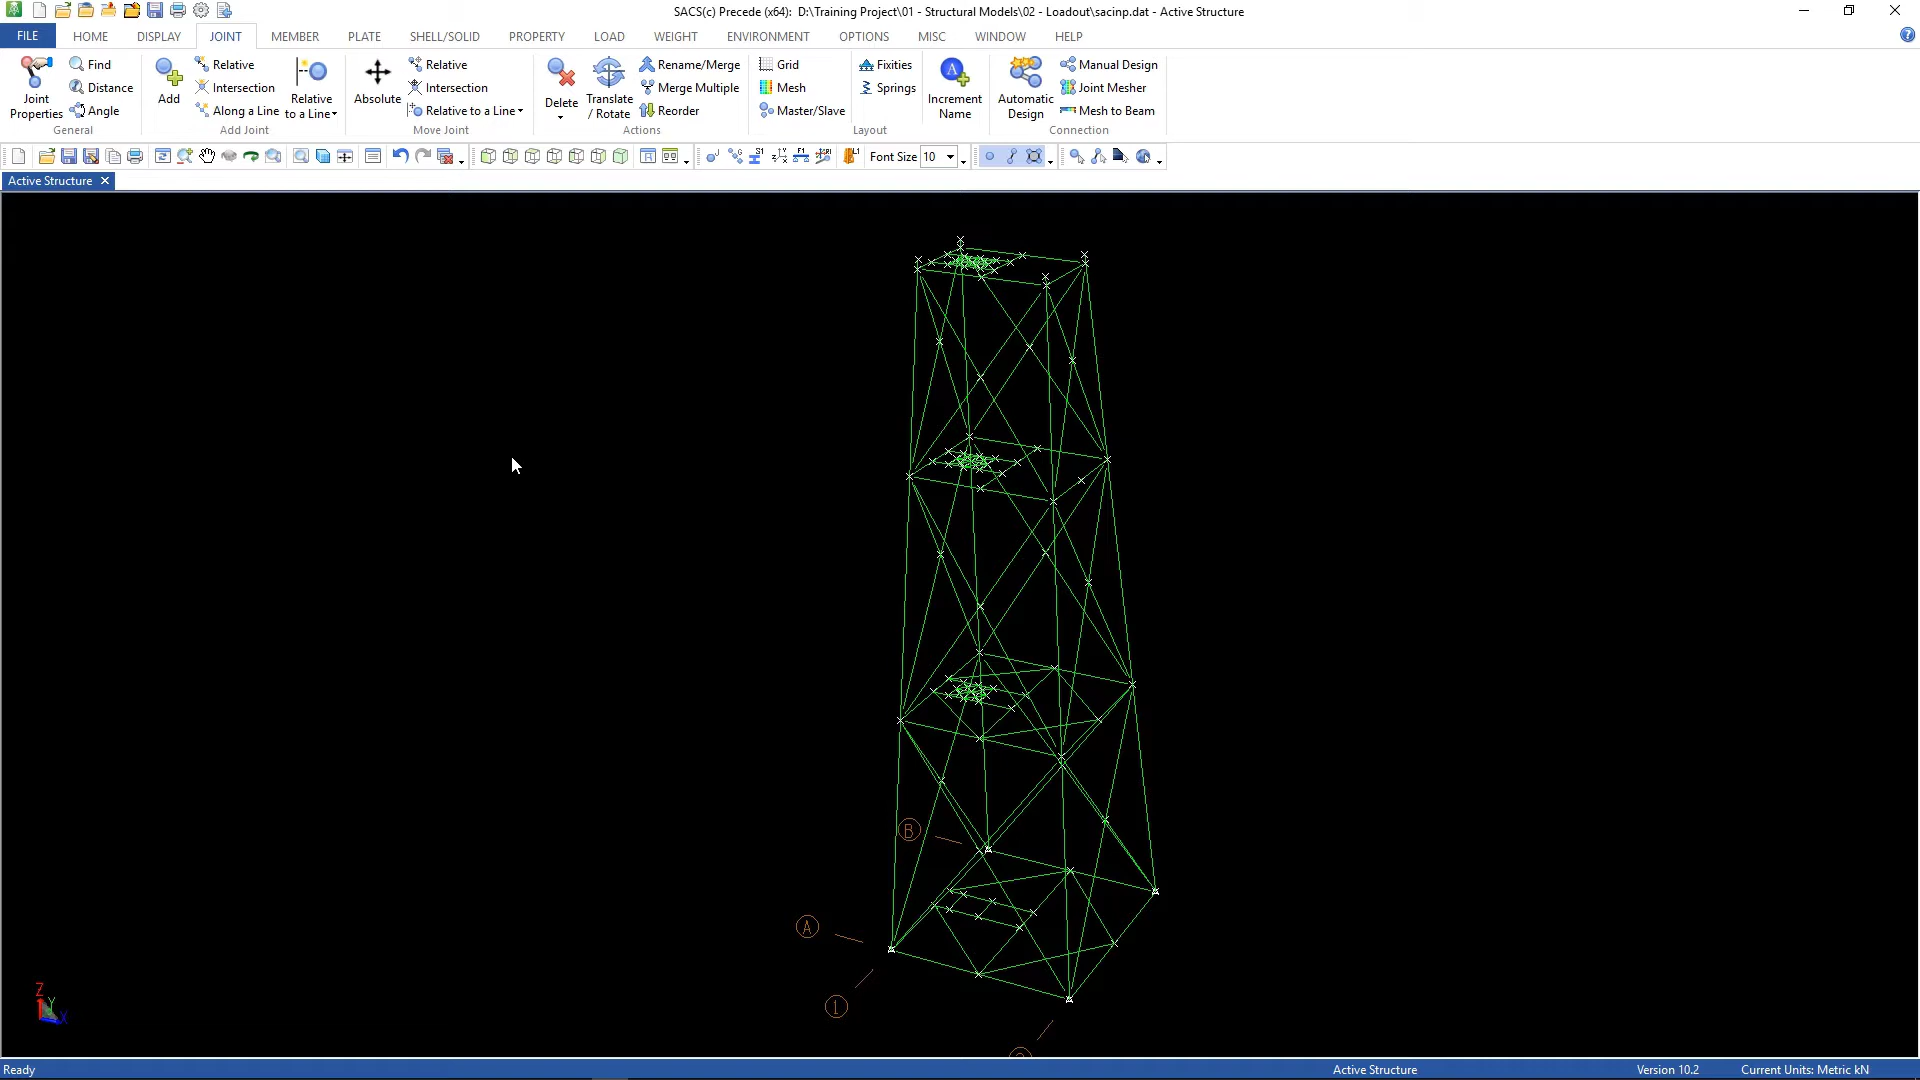 SACS(c) Precede (x64): D:\Training Project\01 - Structural Models\02 - Loadout\sacinp.dat - Active Structure
FILE HOME DISPLAY JOINT MEMBER PLATE SHELL/SOLID PROPERTY LOAD WEIGHT ENVIRONMENT OPTIONS MISC WINDOW HELP
Joint Properties
Find
Distance
Angle
General
Add
Relative
Intersection
Along a Line
Relative to a Line
Add Joint
Absolute
Relative
Intersection
Relative to a Line
Move Joint
Delete
Translate / Rotate
Rename/Merge
Merge Multiple
Reorder
Actions
Grid
Mesh
Master/Slave
Fixities
Springs
Layout
Increment Name
Automatic Design
Manual Design
Joint Mesher
Mesh to Beam
Connection
Font Size 10
Active Structure
B
A
1
Z
Y
X
Ready
Active Structure
Version 10.2
Current Units: Metric kN